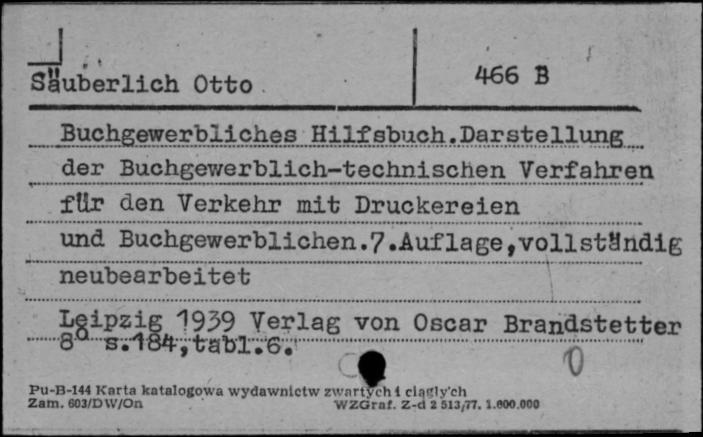 Säuberlich Otto
466 B
Buchgewerbliches Hilfsbuch.Darstellung
der Buchgewerblich-technischen Verfahren
für den Verkehr mit Druckereien
und Buchgewerblichen.7.Auflage,vollständig
neubearbeitet
Leipzig 1939 Verlag von Oscar Brandstetter
8° s.184,tabl.6.
Pu-B-144 Karta katalogowa wydawnictw zwartych i ciągłych
Zam. 603/DW/On WZGraf. Z-d 2 513/77. 1.000.000